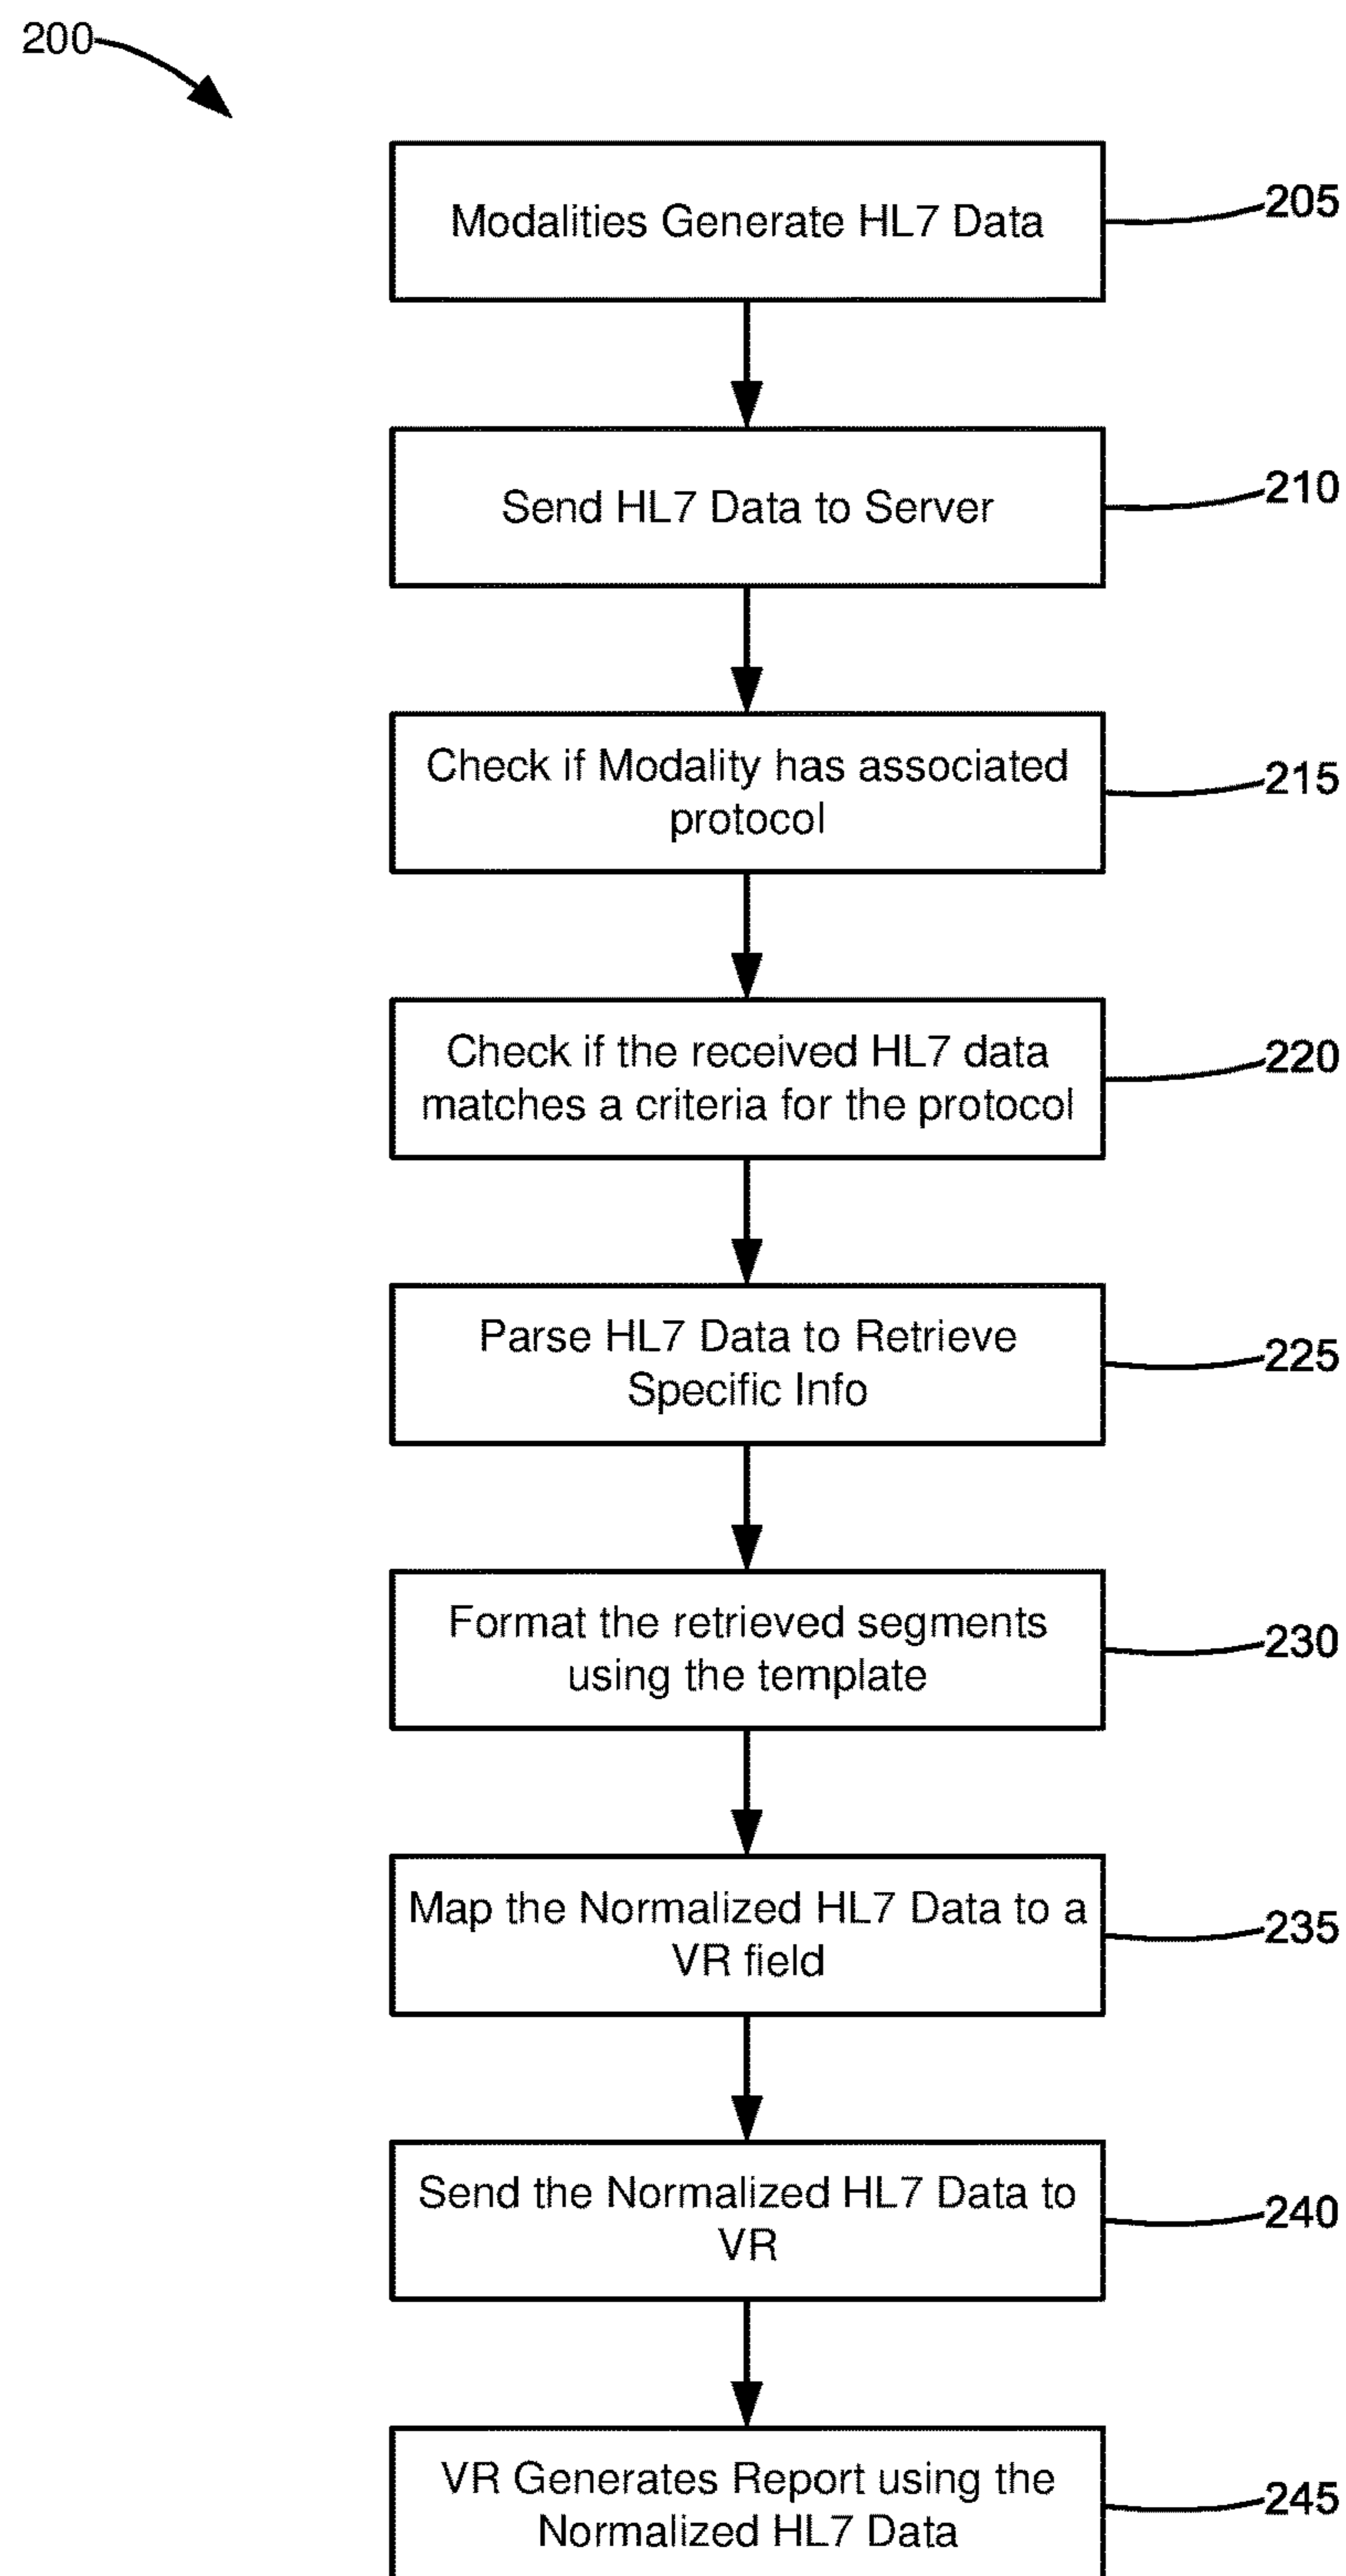 200
Modalities Generate HL7 Data
205
Send HL7 Data to Server
210
Check if Modality has associated
protocol
215
Check if the received HL7 data
matches a criteria for the protocol
220
Parse HL7 Data to Retrieve
Specific Info
225
Format the retrieved segments
using the template
230
Map the Normalized HL7 Data to a
VR field
235
Send the Normalized HL7 Data to
VR
240
VR Generates Report using the
Normalized HL7 Data
245